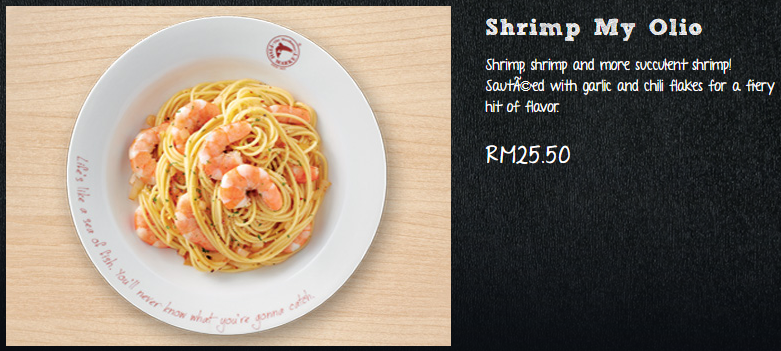 Shrimp My Olio
Shrimp, shrimp and more succulent shrimp!
SautÃ©ed with garlic and chili flakes for a fiery
hit of flavor.
RM25.50
Life's like a sea of fish. You'll never know what you're gonna catch.